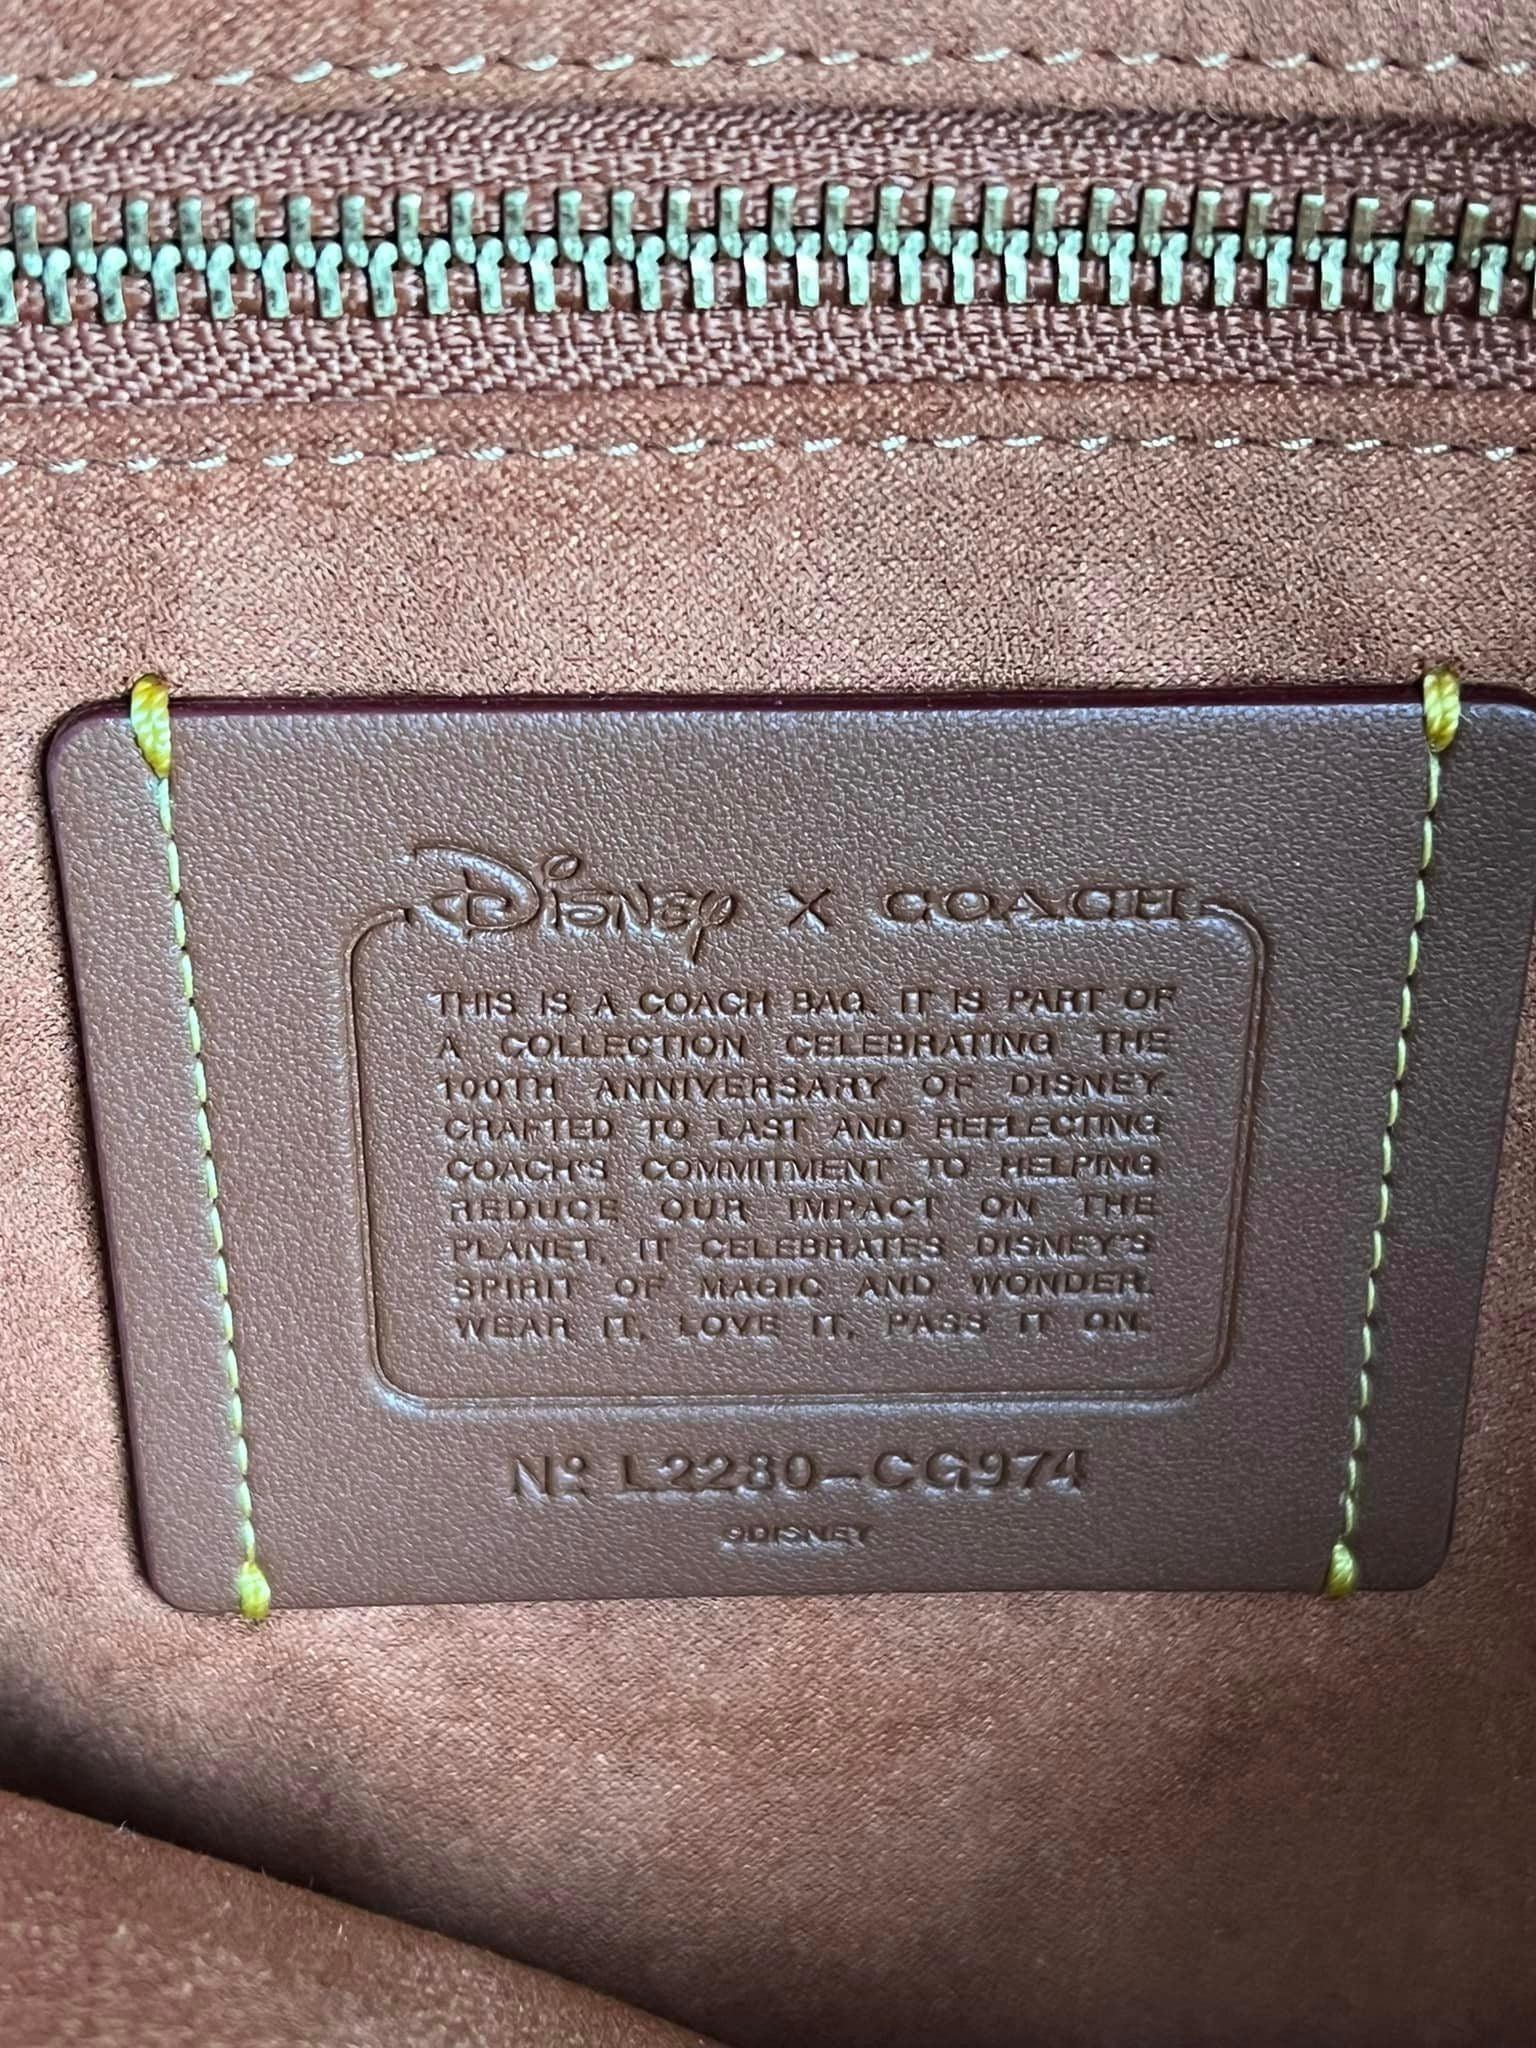 Disney X COACH
THIS IS A COACH BAG. IT IS PART OF
A COLLECTION CELEBRATING THE
100TH ANNIVERSARY OF DISNEY.
CRAFTED TO LAST AND REFLECTING
COACH'S COMMITMENT TO HELPING
REDUCE OUR IMPACT ON THE
PLANET, IT CELEBRATES DISNEY'S
SPIRIT OF MAGIC AND WONDER.
WEAR IT, LOVE IT, PASS IT ON.
Nº L2280-CG974
©DISNEY